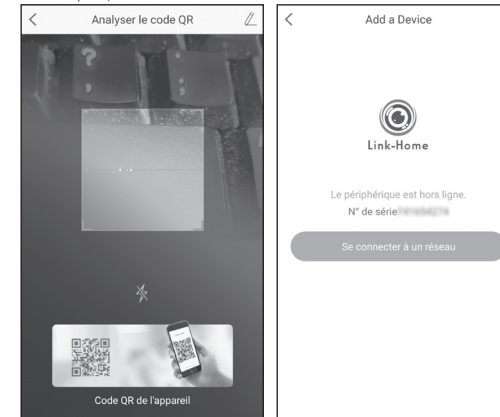 Analyser le code QR
Code QR de l'appareil
Add a Device
Link-Home
Le périphérique est hors ligne.
N° de série
Se connecter à un réseau